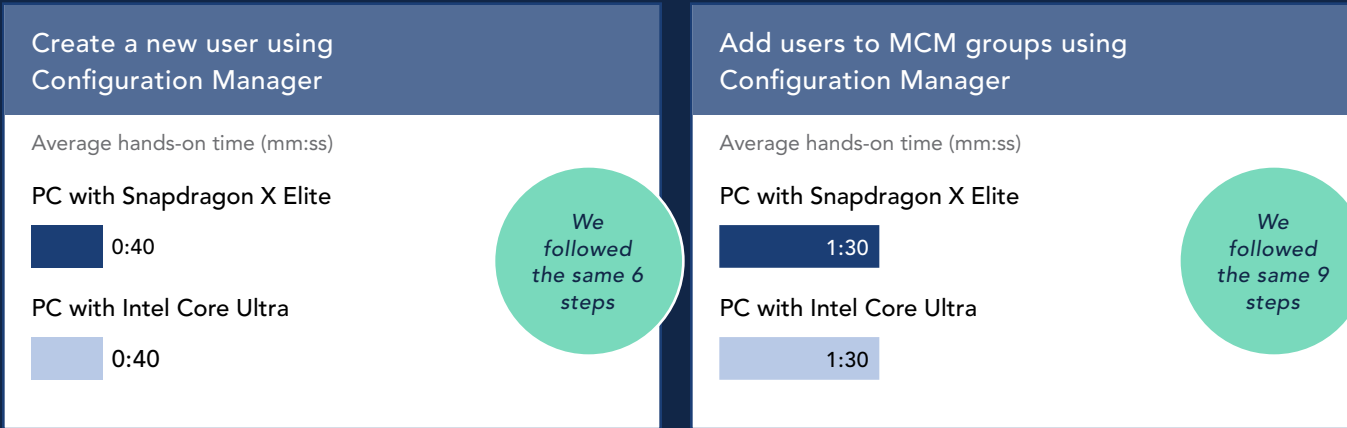 Create a new user using
Configuration Manager
Average hands-on time (mm:ss)
PC with Snapdragon X Elite
0:40
PC with Intel Core Ultra
0:40
We
followed
the same 6
steps
Add users to MCM groups using
Configuration Manager
Average hands-on time (mm:ss)
PC with Snapdragon X Elite
1:30
PC with Intel Core Ultra
1:30
We
followed
the same 9
steps